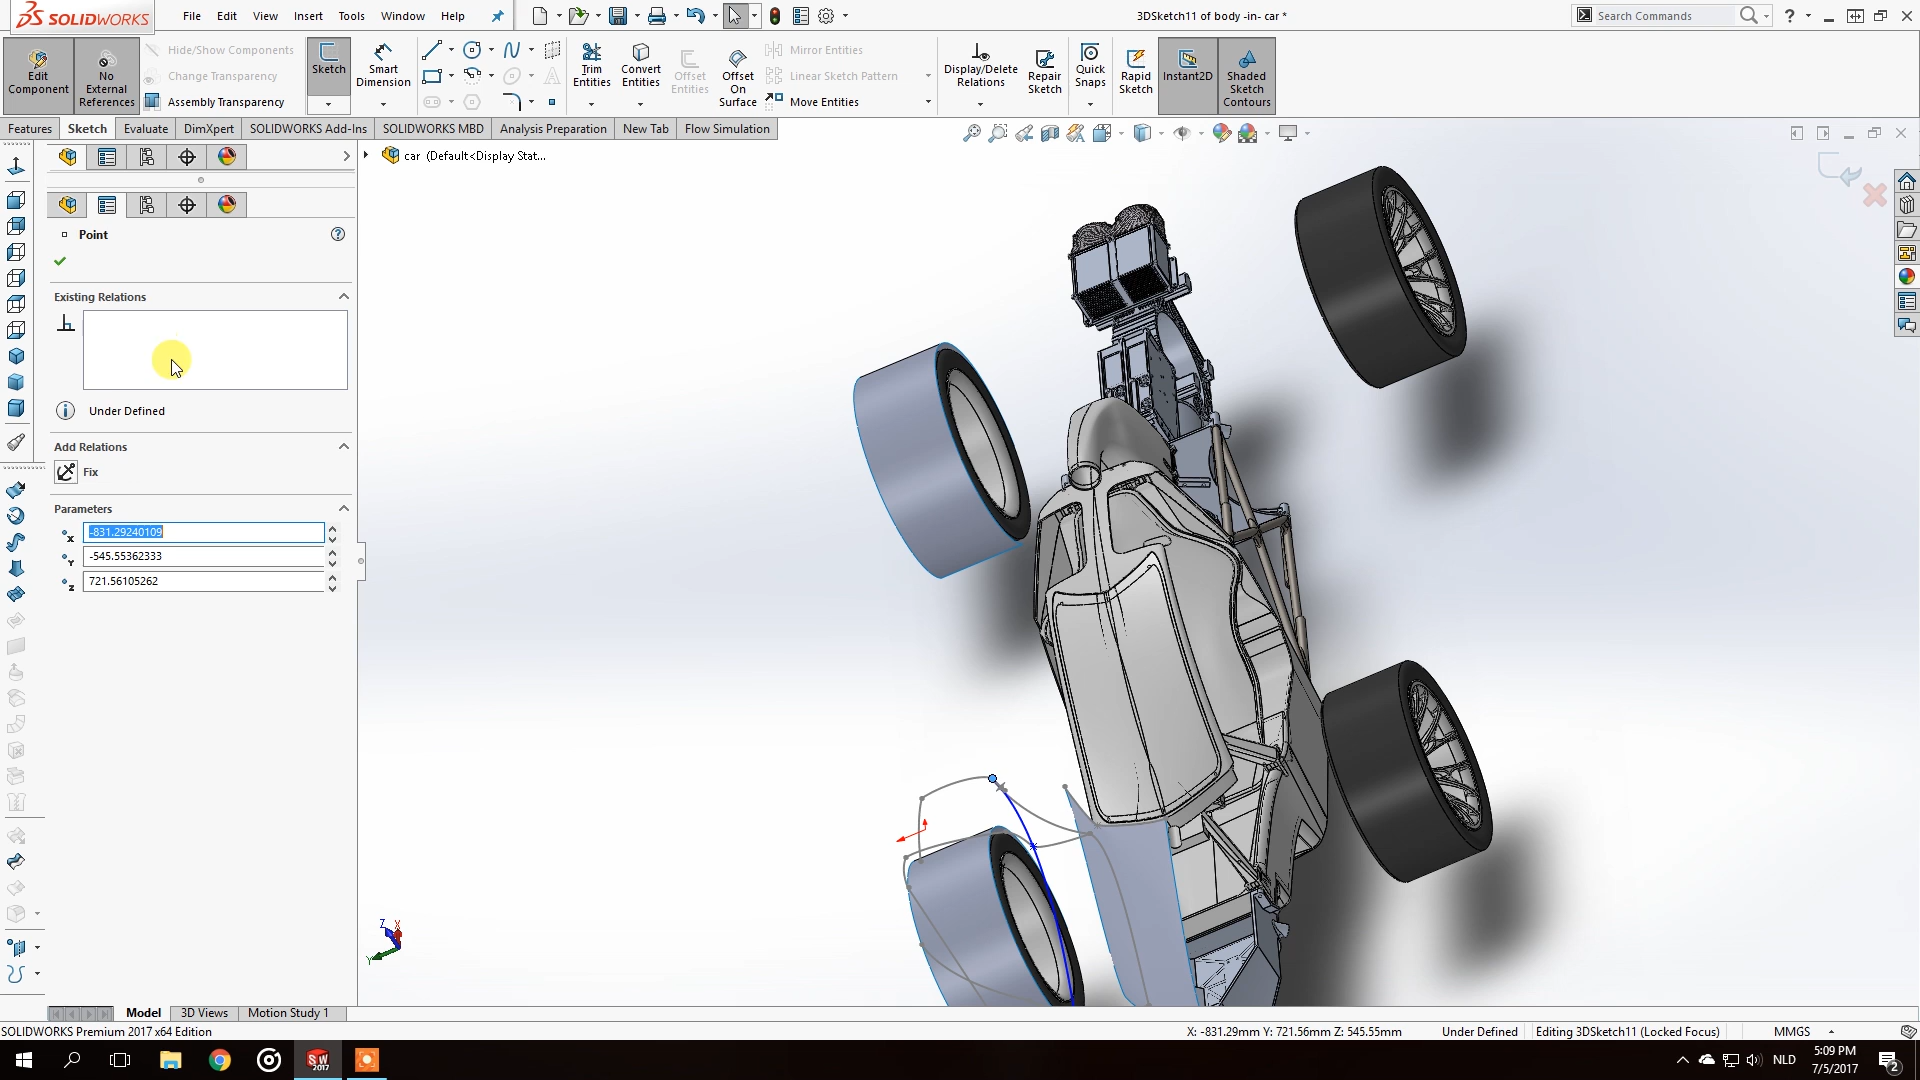 SOLIDWORKS
File Edit View Insert Tools Window Help
3DSketch11 of body -in- car *
Search Commands
Edit Component
No External References
Hide/Show Components
Change Transparency
Assembly Transparency
Sketch
Smart Dimension
Trim Entities
Convert Entities
Offset Entities
Offset On Surface
Mirror Entities
Linear Sketch Pattern
Move Entities
Display/Delete Relations
Repair Sketch
Quick Snaps
Rapid Sketch
Instant2D
Shaded Sketch Contours
Features Sketch Evaluate DimXpert SOLIDWORKS Add-Ins SOLIDWORKS MBD Analysis Preparation New Tab Flow Simulation
car (Default<Display Stat...
Point
Existing Relations
Under Defined
Add Relations
Fix
Parameters
X -831.29240109
Y -545.55362333
Z 721.56105262
Z X
Y
Model 3D Views Motion Study 1
SOLIDWORKS Premium 2017 x64 Edition
X: -831.29mm Y: 721.56mm Z: 545.55mm Under Defined Editing 3DSketch11 (Locked Focus) MMGS
SW 2017
NLD
5:09 PM
7/5/2017
2